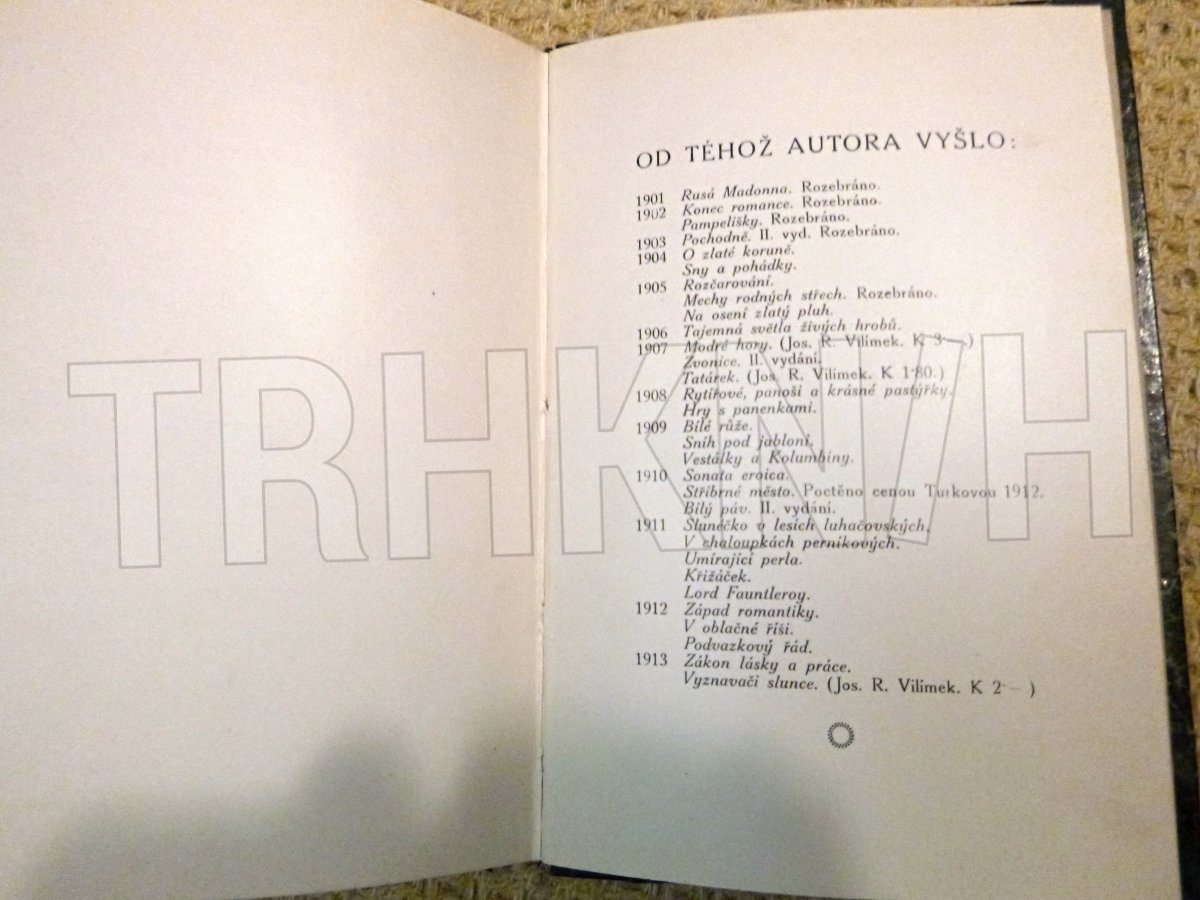 OD TÉHOŽ AUTORA VYŠLO:
1901 Rusá Madonna. Rozebráno.
1902 Konec romance. Rozebráno.
Pampelišky. Rozebráno.
1903 Pochodně. II. vyd. Rozebráno.
1904 O zlaté koruně.
Sny a pohádky.
1905 Rozčarování.
Mechy rodných střech. Rozebráno.
Na osení zlatý pluh.
1906 Tajemná světla živých hrobů.
1907 Modré hory. (Jos. R. Vilímek. K 3·—.)
Zvonice. II. vydání.
Tatárek. (Jos. R. Vilímek. K 1·80.)
1908 Rytířové, panoši a krásné pastýřky.
Hry s panenkami.
1909 Bílé růže.
Sníh pod jabloní.
Vestálky a Kolumbiny.
1910 Sonata eroica.
Stříbrné město. Poctěno cenou Turkovou 1912.
Bílý páv. II. vydání.
1911 Slunéčko v lesích luhačovských.
V chaloupkách perníkových.
Umírající perla.
Křižáček.
Lord Fauntleroy.
1912 Západ romantiky.
V oblačné říši.
Podvazkový řád.
1913 Zákon lásky a práce.
Vyznavači slunce. (Jos. R. Vilímek. K 2·— )
TRHKNIH